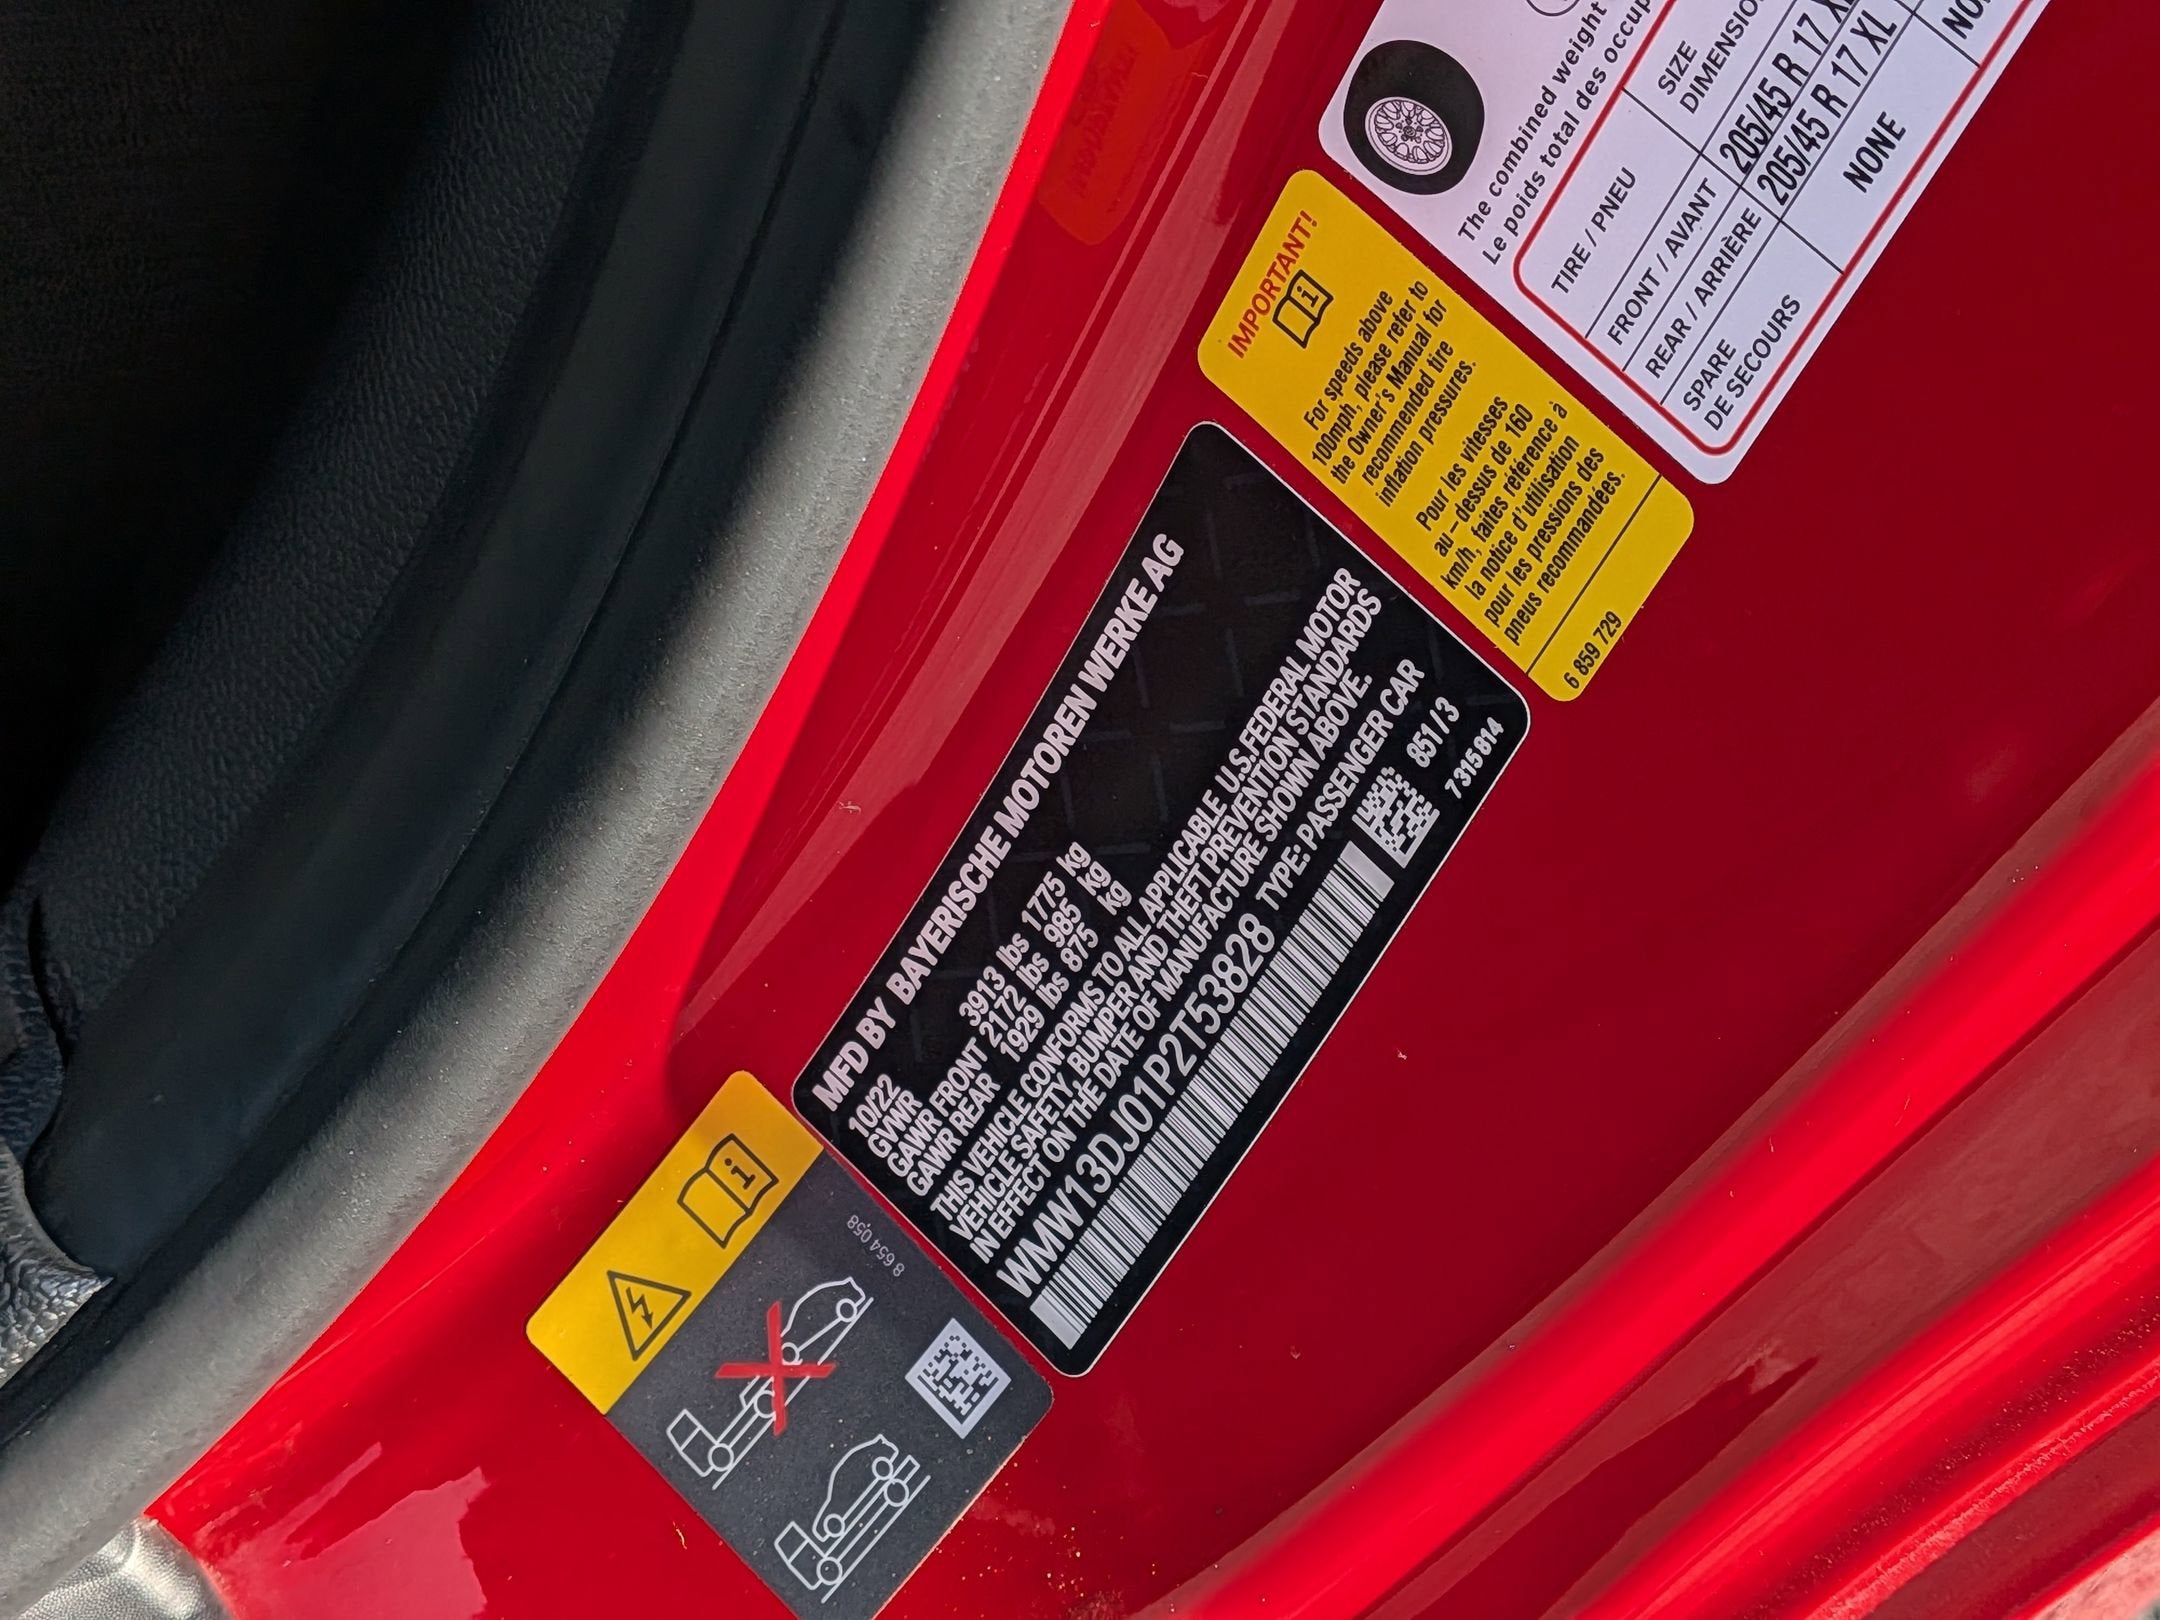 The combined weight
Le poids total des occup
TIRE / PNEU
SIZE
DIMENSION
FRONT / AVANT
205/45 R 17 XL
REAR / ARRIÈRE
205/45 R 17 XL
SPARE
DE SECOURS
NONE
IMPORTANT!
For speeds above
100mph, please refer to
the Owner's Manual for
recommended tire
inflation pressures.
Pour les vitesses
au – dessus de 160
km/h, faites référence à
la notice d'utilisation
pour les pressions des
pneus recommandées.
6 859 729
MFD BY BAYERISCHE MOTOREN WERKE AG
10/22
GVWR 3913 lbs 1775 kg
GAWR FRONT 2172 lbs 985 kg
GAWR REAR 1929 lbs 875 kg
THIS VEHICLE CONFORMS TO ALL APPLICABLE U.S.FEDERAL MOTOR
VEHICLE SAFETY, BUMPER AND THEFT PREVENTION STANDARDS
IN EFFECT ON THE DATE OF MANUFACTURE SHOWN ABOVE.
WMW13DJ01P2T53828 TYPE: PASSENGER CAR
851/3
7315814
8 654 058